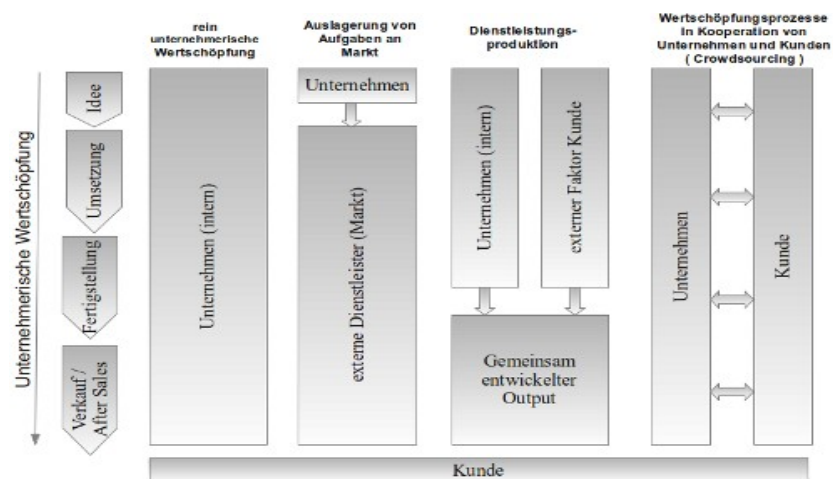 rein
unternehmerische
Wertschöpfung
Auslagerung von
Aufgaben an
Markt
Dienstleistungs-
produktion
Wertschöpfungsprozesse
In Kooperation von
Unternehmen und Kunden
( Crowdsourcing )
Unternehmerische Wertschöpfung
Idee
Umsetzung
Fertigstellung
Verkauf /
After Sales
Unternehmen (intern)
Unternehmen
externe Dienstleister (Markt)
Unternehmen (intern)
externer Faktor Kunde
Gemeinsam
entwickelter
Output
Unternehmen
Kunde
Kunde